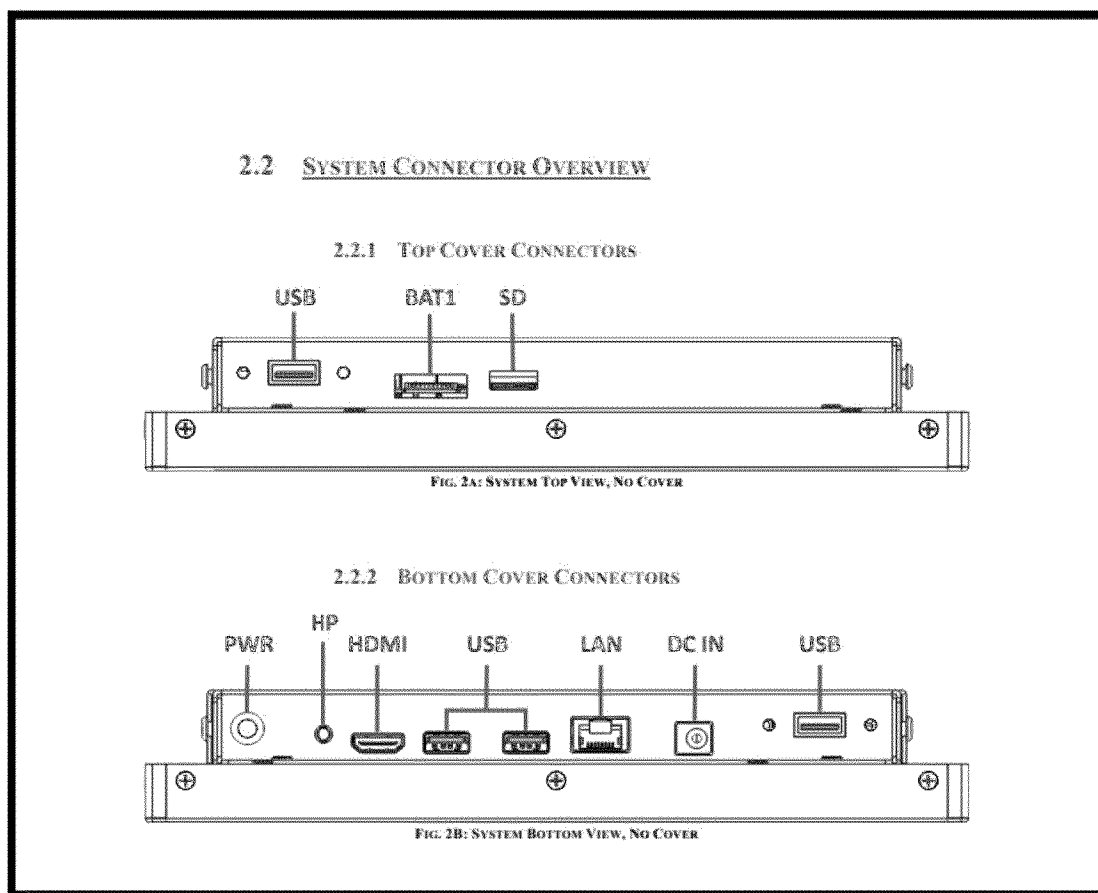 2.2 SYSTEM CONNECTOR OVERVIEW
2.2.1 TOP COVER CONNECTORS
USB BAT1 SD
FIG. 2A: SYSTEM TOP VIEW, NO COVER
2.2.2 BOTTOM COVER CONNECTORS
PWR HP HDMI USB LAN DC IN USB
FIG. 2B: SYSTEM BOTTOM VIEW, NO COVER